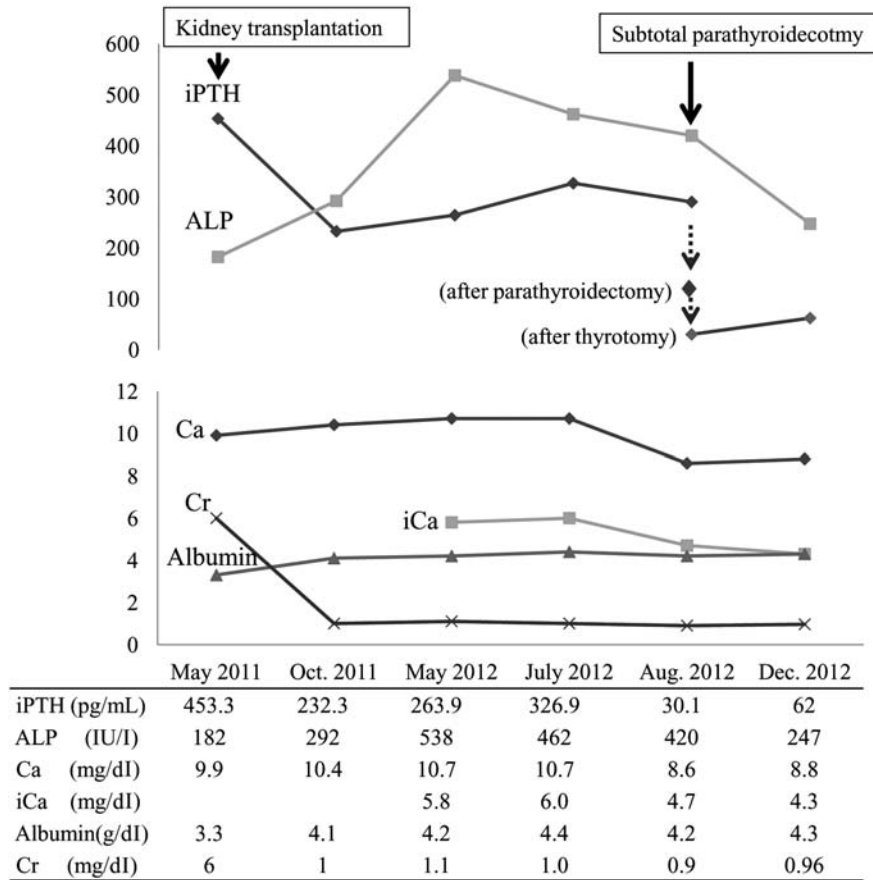 Kidney transplantation
Subtotal parathyroidecotmy
600
500
400
300
200
100
0
iPTH
ALP
(after parathyroidectomy)
(after thyrotomy)
12
10
8
6
4
2
0
Ca
Cr
iCa
Albumin
May 2011 Oct. 2011 May 2012 July 2012 Aug. 2012 Dec. 2012
iPTH (pg/mL) 453.3 232.3 263.9 326.9 30.1 62
ALP (IU/I) 182 292 538 462 420 247
Ca (mg/dI) 9.9 10.4 10.7 10.7 8.6 8.8
iCa (mg/dI) 5.8 6.0 4.7 4.3
Albumin(g/dI) 3.3 4.1 4.2 4.4 4.2 4.3
Cr (mg/dI) 6 1 1.1 1.0 0.9 0.96